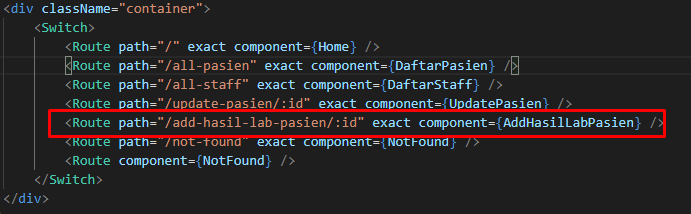 <div className="container">
<Switch>
<Route path="/" exact component={Home} />
<Route path="/all-pasien" exact component={DaftarPasien} />
<Route path="/all-staff" exact component={DaftarStaff} />
<Route path="/update-pasien/:id" exact component={UpdatePasien} />
<Route path="/add-hasil-lab-pasien/:id" exact component={AddHasilLabPasien} />
<Route path="/not-found" exact component={NotFound} />
<Route component={NotFound} />
</Switch>
</div>